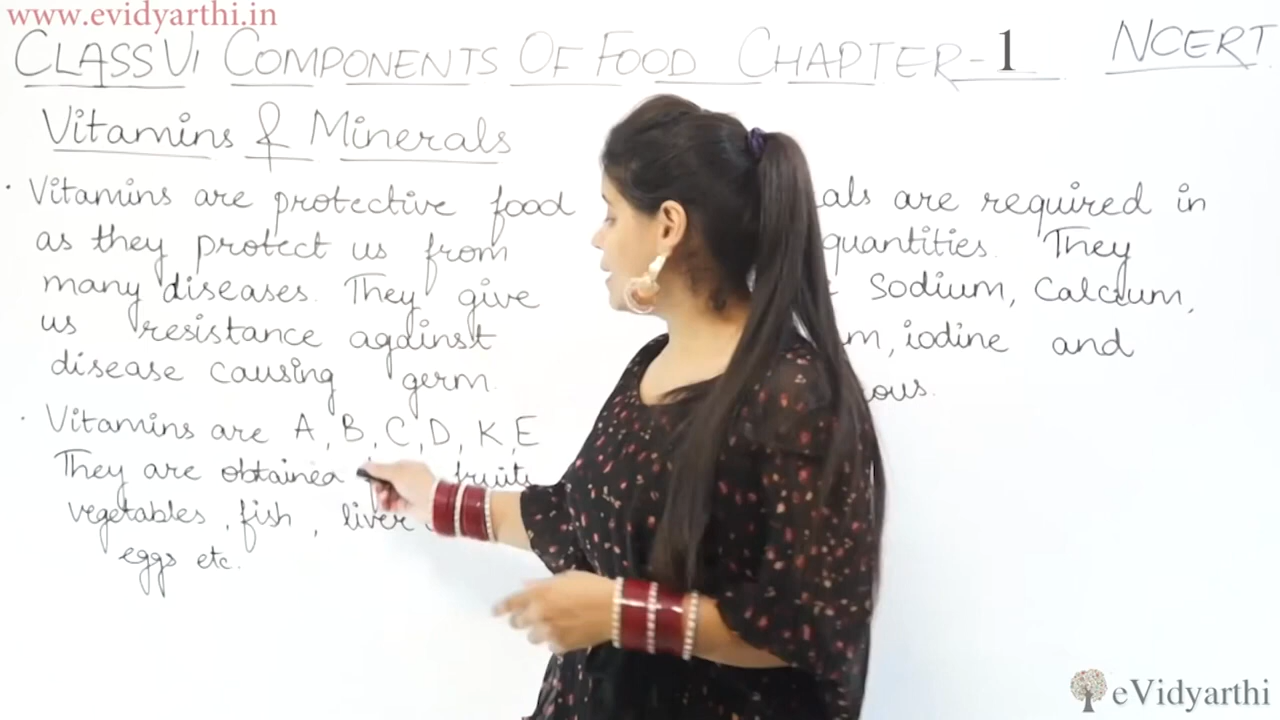 www.evidyarthi.in
CLASS VI COMPONENTS OF FOOD CHAPTER-1 NCERT
Vitamins & Minerals
· Vitamins are protective food
as they protect us from
many diseases. They give
us resistance against
disease causing germ.
· Vitamins are A, B, C, D, K, E
They are obtained fruits
vegetables, fish, liver
eggs etc.
are required in
quantities. They
Sodium, Calcium,
iodine and
eVidyarthi